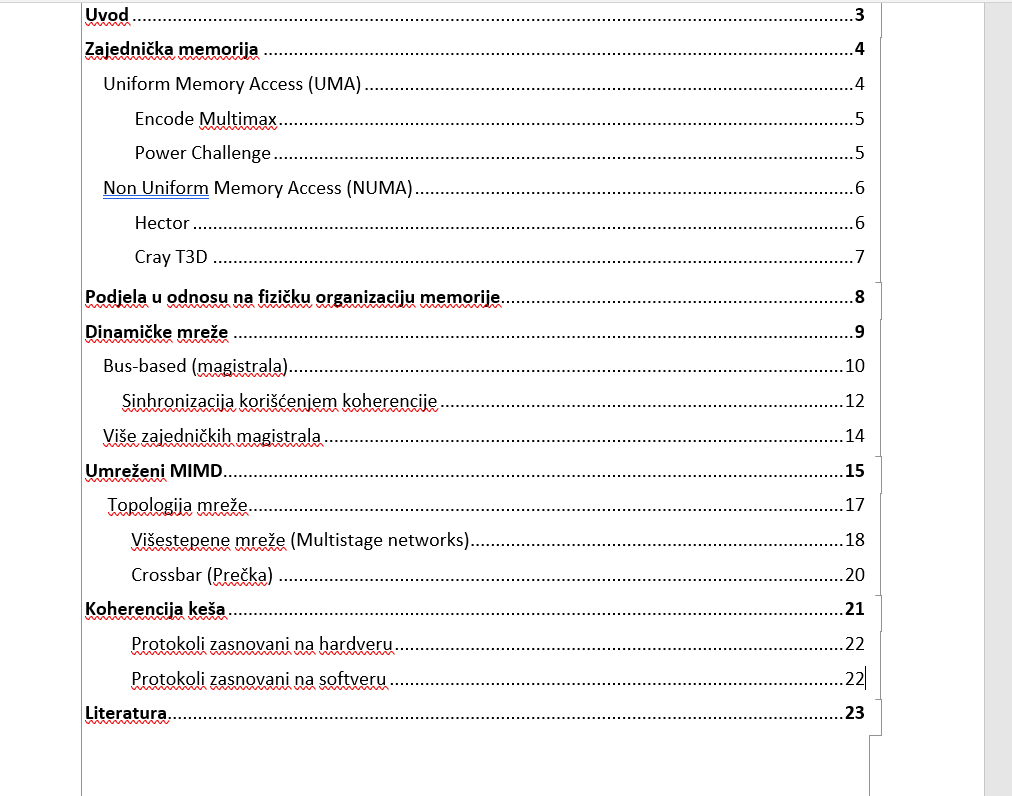 Uvod 3
Zajednička memorija 4
Uniform Memory Access (UMA) 4
Encode Multimax 5
Power Challenge 5
Non Uniform Memory Access (NUMA) 6
Hector 6
Cray T3D 7
Podjela u odnosu na fizičku organizaciju memorije 8
Dinamičke mreže 9
Bus-based (magistrala) 10
Sinhronizacija korišćenjem koherencije 12
Više zajedničkih magistrala 14
Umreženi MIMD 15
Topologija mreže 17
Višestepene mreže (Multistage networks) 18
Crossbar (Prečka) 20
Koherencija keša 21
Protokoli zasnovani na hardveru 22
Protokoli zasnovani na softveru 22
Literatura 23